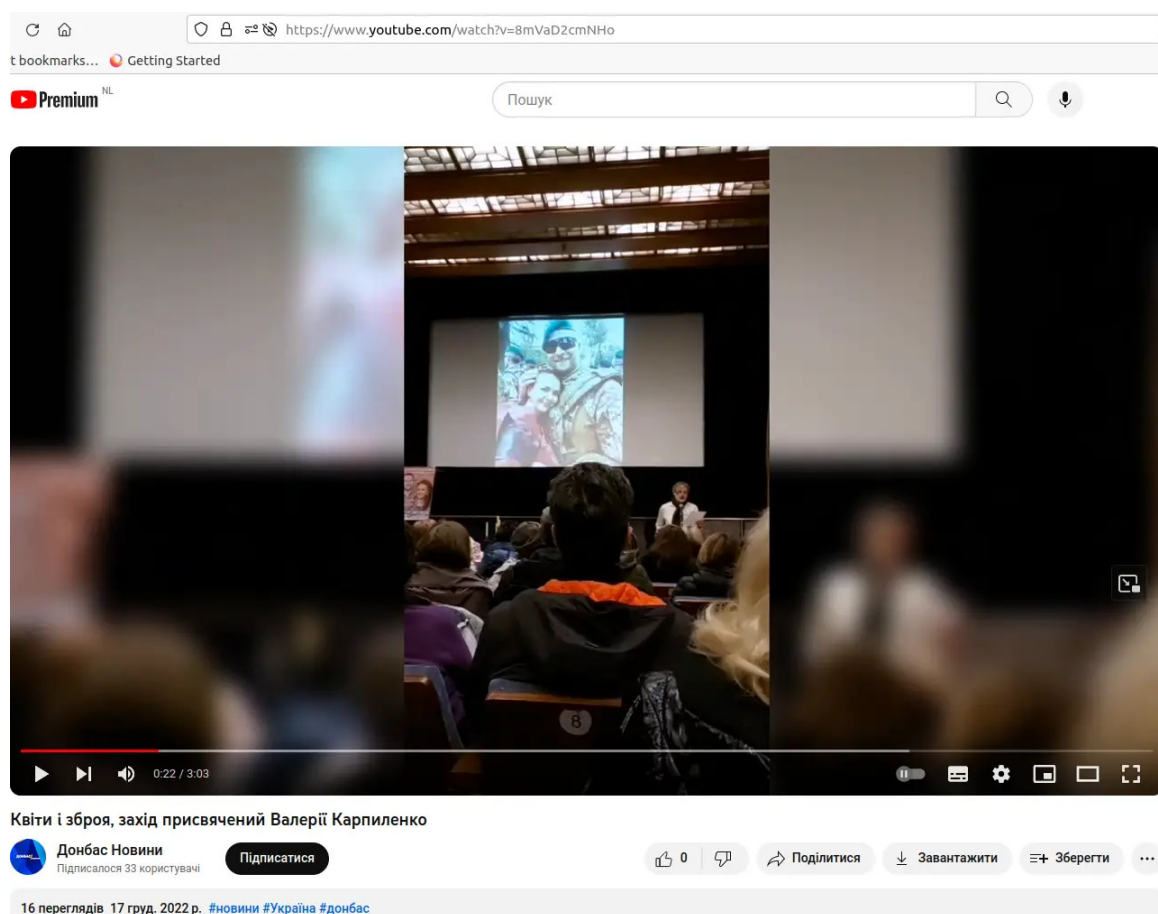 https://www.youtube.com/watch?v=8mVaD2cmNHo
t bookmarks... Getting Started
Premium NL
Пошук
8
0:22 / 3:03
Квіти і зброя, захід присвячений Валерії Карпиленко
Донбас Новини
Підписалося 33 користувачі
Підписатися
0
Поділитися
Завантажити
Зберегти
16 переглядів 17 груд. 2022 р. #новини #Україна #донбас